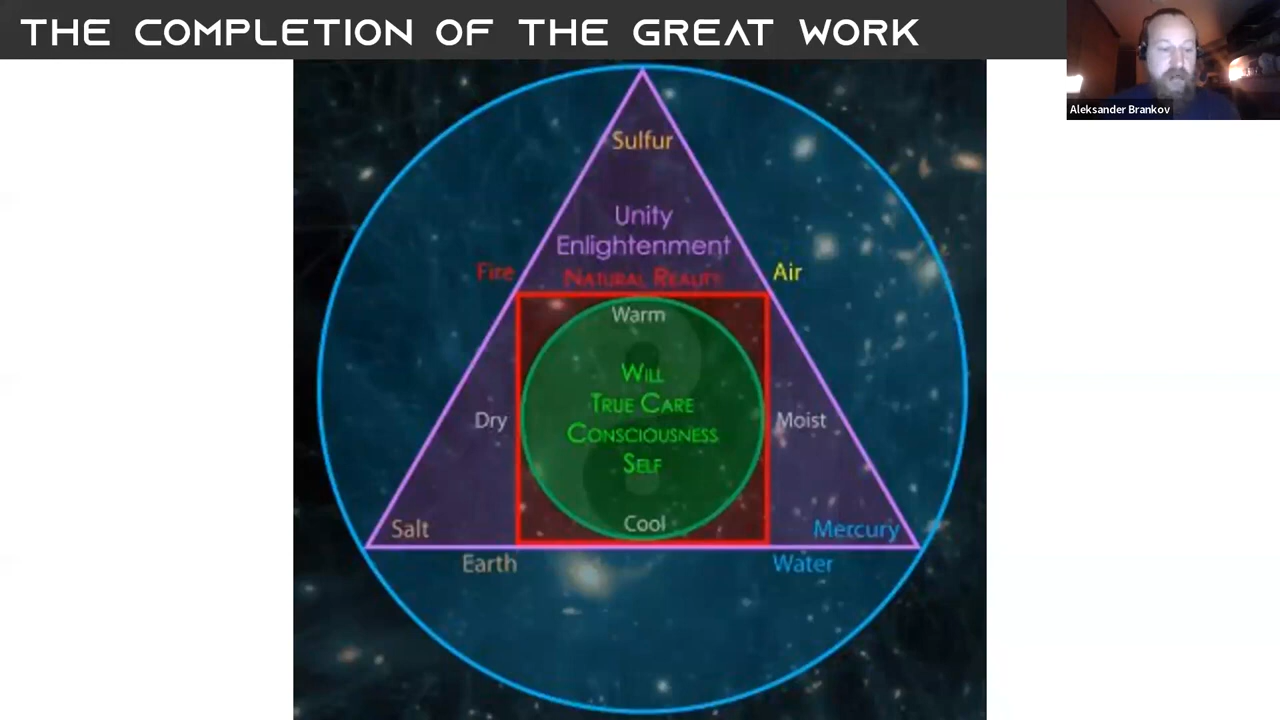 THE COMPLETION OF THE GREAT WORK
Aleksander Brankov
Sulfur
Unity
Enlightenment
Fire
Air
Natural Reality
Warm
Will
True Care
Dry
Moist
Consciousness
Self
Cool
Salt
Mercury
Earth
Water